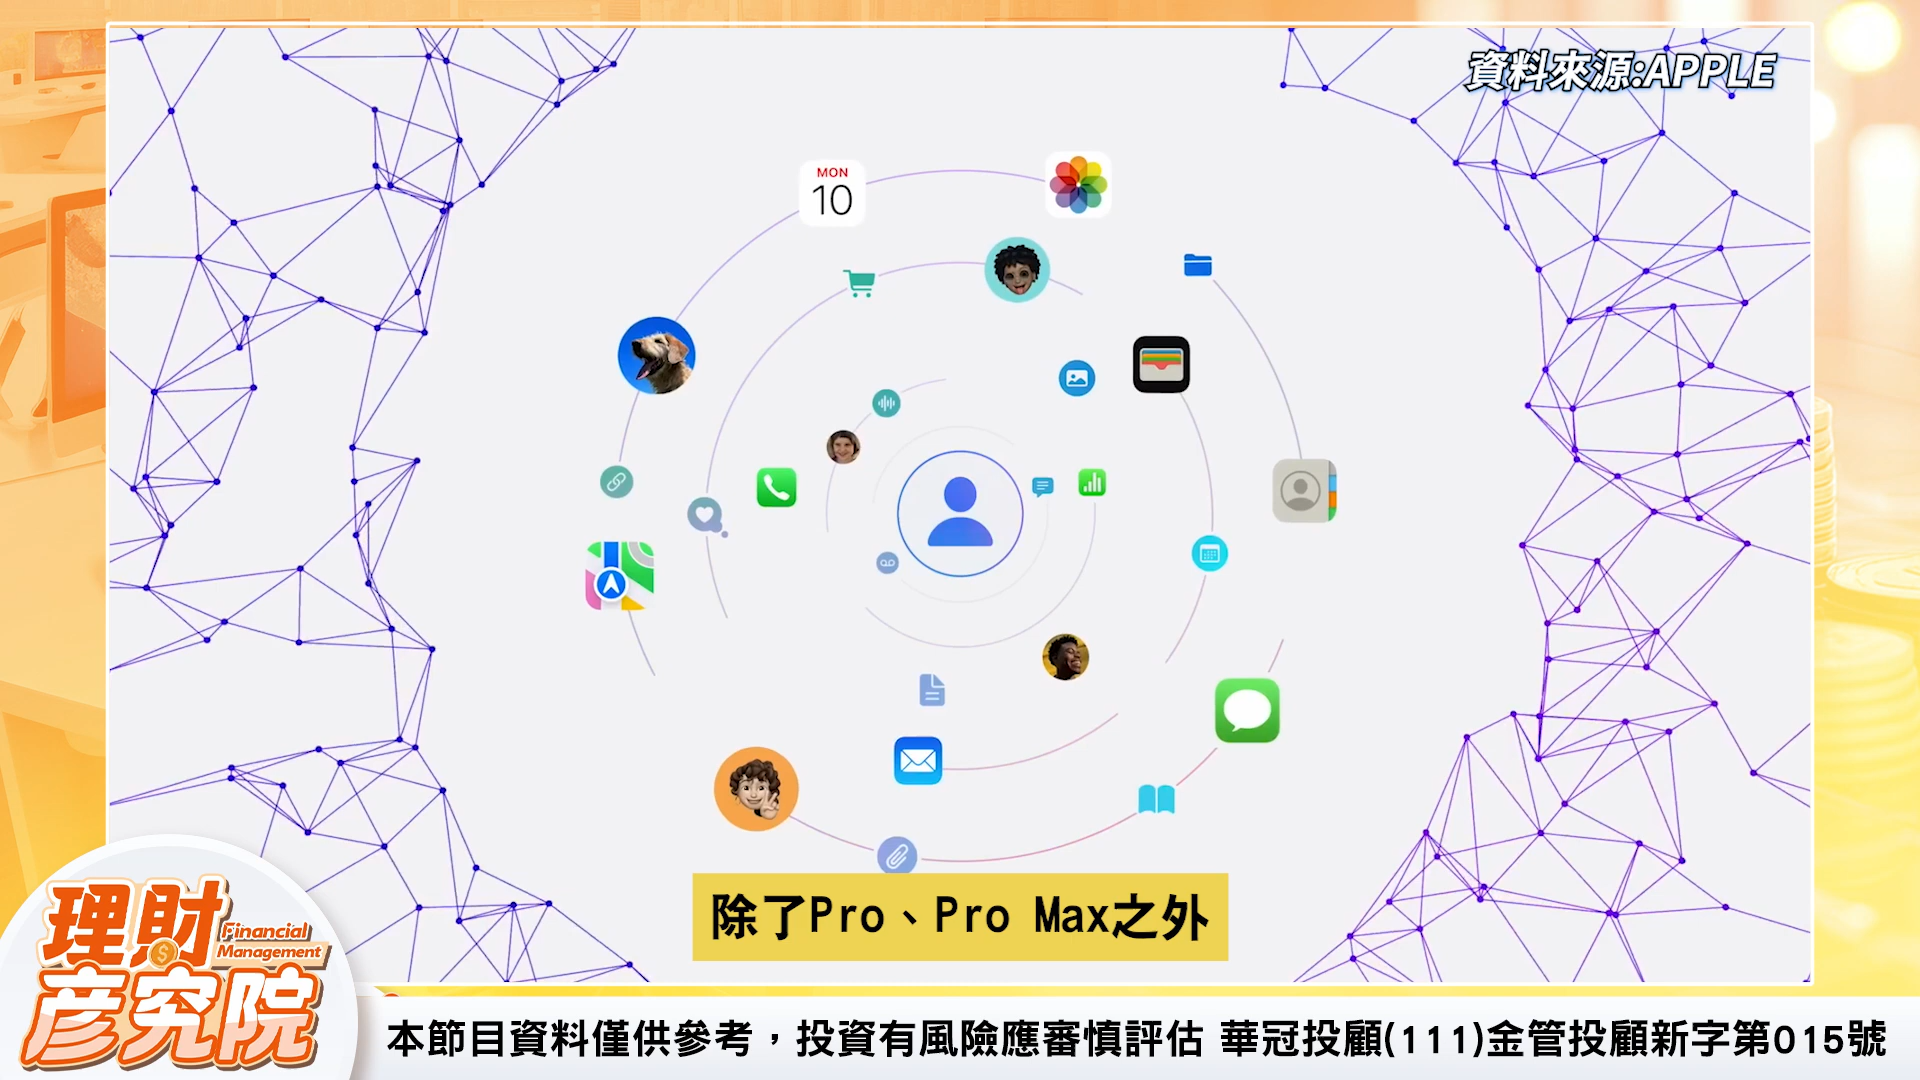 資料來源:APPLE
MON
10
除了Pro、Pro Max之外
理財
Financial
Management
彦究院
本節目資料僅供參考，投資有風險應審慎評估 華冠投顧(111)金管投顧新字第015號